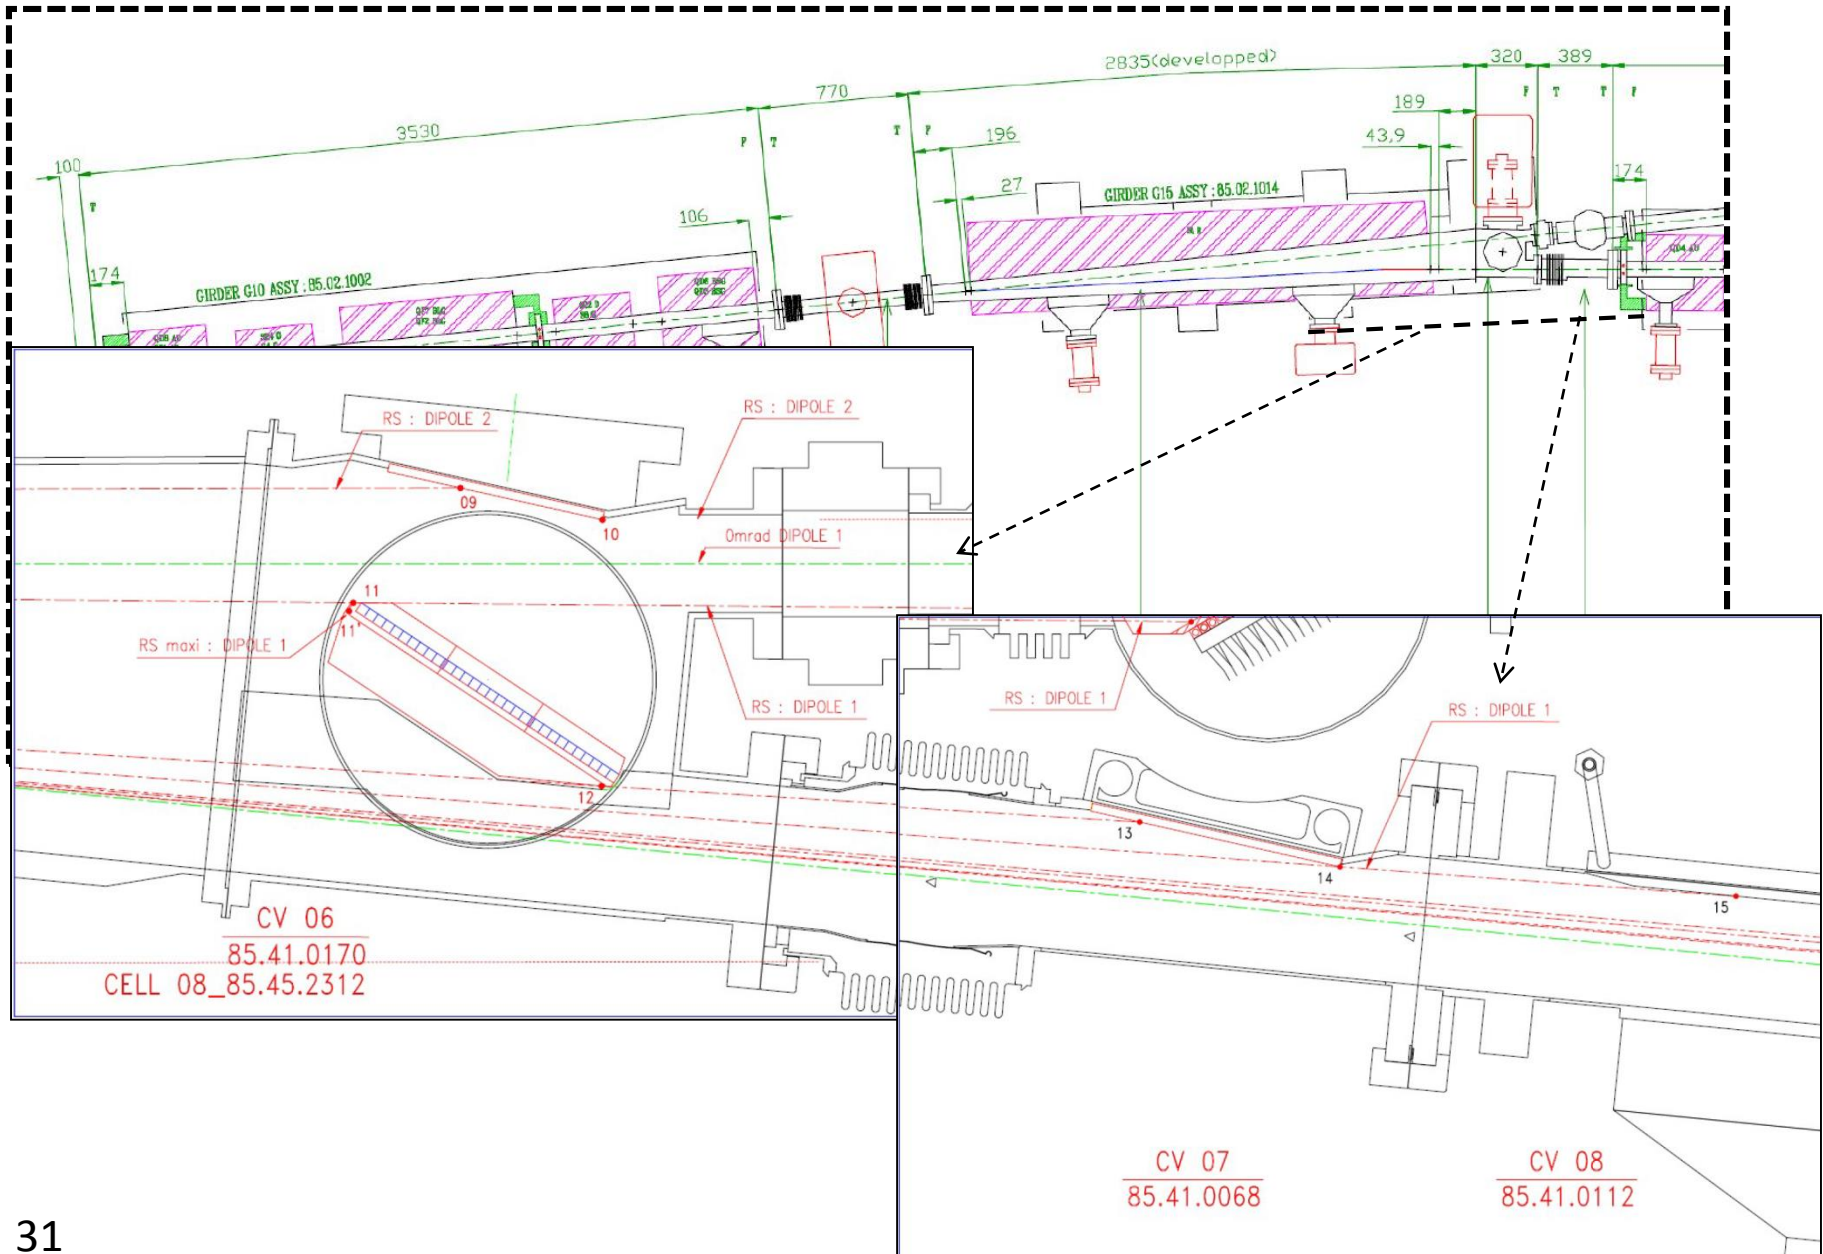 2835(developped)
320
389
770
3530
189
P T
T P
43,9
196
T P
P T
100
174
27
GIRDER G15 ASSY : 85.02.1014
106
T
174
GIRDER G10 ASSY : 85.02.1002
RS : DIPOLE 2
RS : DIPOLE 2
09
10
0mrad DIPOLE 1
11
11'
RS maxi : DIPOLE 1
RS : DIPOLE 1
12
CV 06
85.41.0170
CELL 08_85.45.2312
RS : DIPOLE 1
RS : DIPOLE 1
13
14
15
CV 07
85.41.0068
CV 08
85.41.0112
31